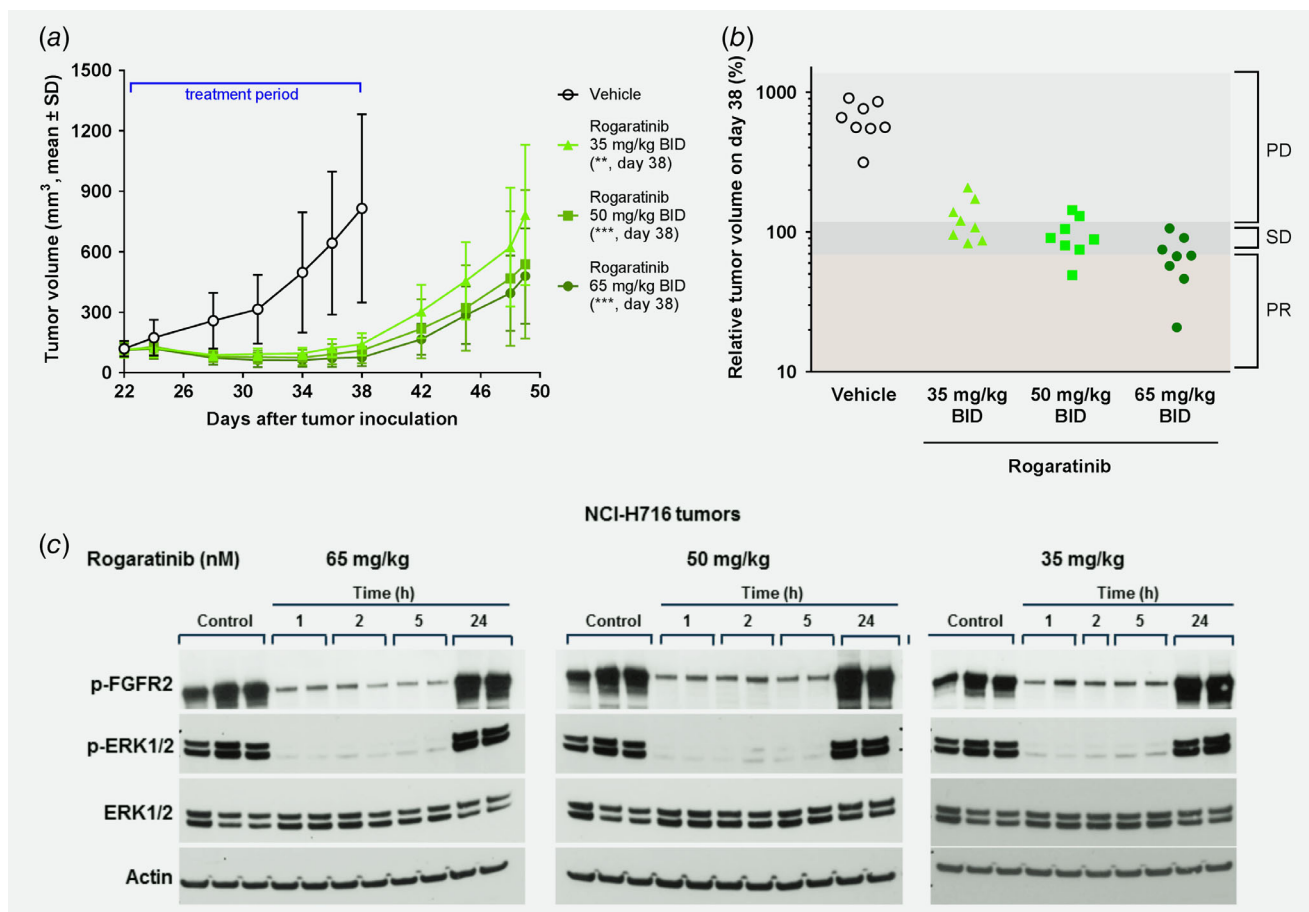 (a)
Tumor volume (mm³, mean ± SD)
1500
1200
900
600
300
0
treatment period
22 26 30 34 38 42 46 50
Days after tumor inoculation
Vehicle
Rogaratinib
35 mg/kg BID
(**, day 38)
Rogaratinib
50 mg/kg BID
(***, day 38)
Rogaratinib
65 mg/kg BID
(***, day 38)
(b)
Relative tumor volume on day 38 (%)
1000
100
10
PD
SD
PR
Vehicle 35 mg/kg 50 mg/kg 65 mg/kg
BID BID BID
Rogaratinib
NCI-H716 tumors
(c)
Rogaratinib (nM) 65 mg/kg 50 mg/kg 35 mg/kg
Time (h) Time (h) Time (h)
Control 1 2 5 24 Control 1 2 5 24 Control 1 2 5 24
p-FGFR2
p-ERK1/2
ERK1/2
Actin